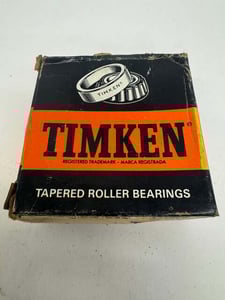 TIMKEN
TIMKEN®
REGISTERED TRADEMARK - MARCA REGISTRADA
TAPERED ROLLER BEARINGS